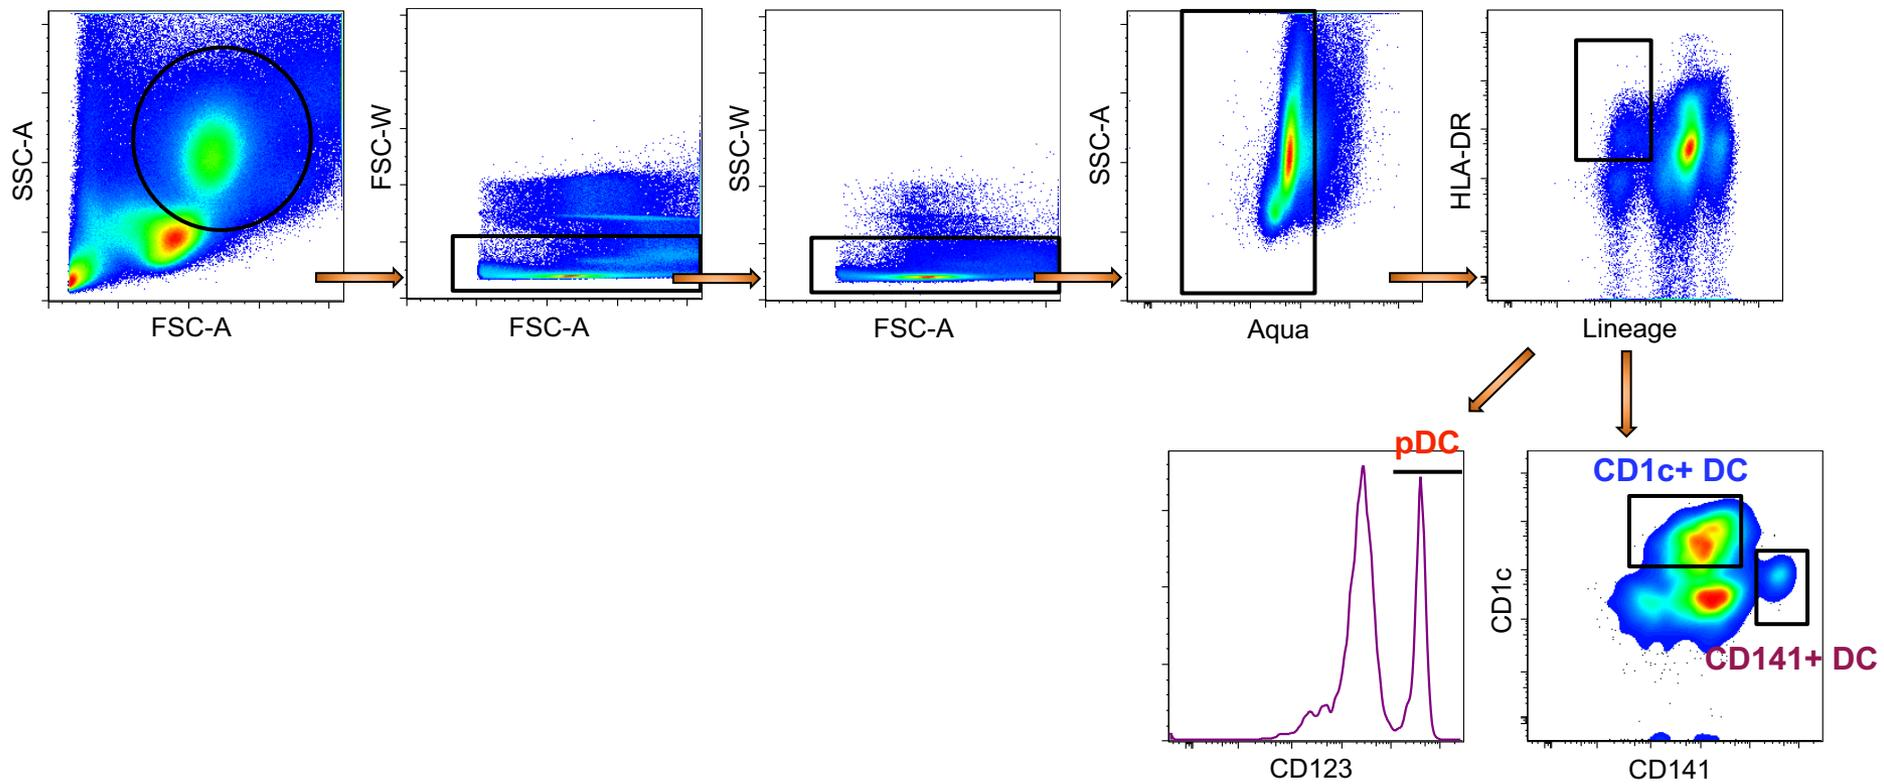 SSC-A
FSC-A
FSC-W
FSC-A
SSC-W
FSC-A
SSC-A
Aqua
HLA-DR
Lineage
pDC
CD123
CD1c+ DC
CD1c
CD141+ DC
CD141